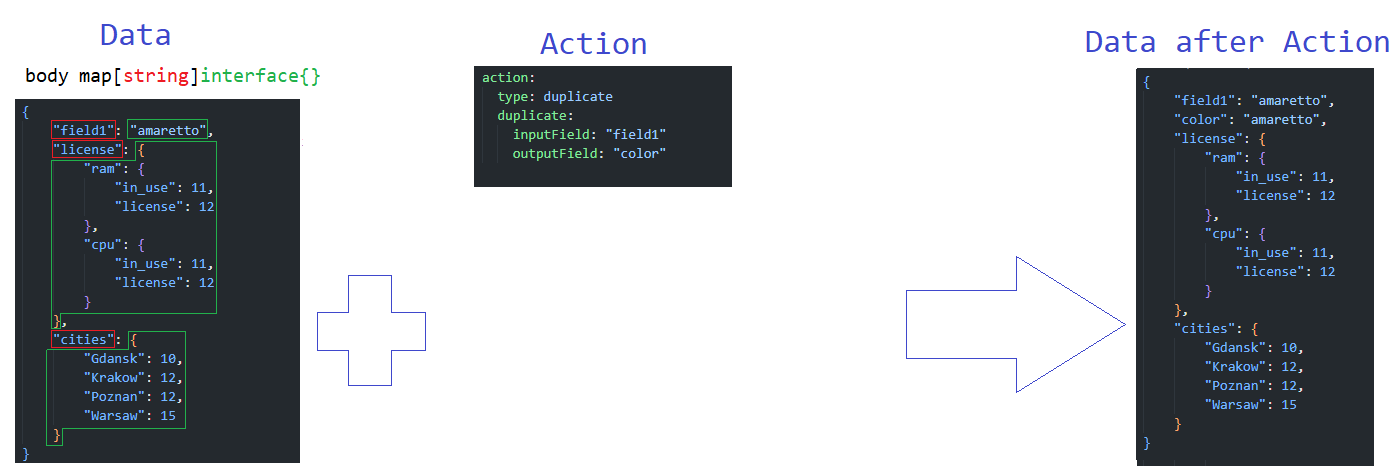 Data
body map[string]interface{}
{
"field1": "amaretto",
"license": {
"ram": {
"in_use": 11,
"license": 12
},
"cpu": {
"in_use": 11,
"license": 12
}
},
"cities": {
"Gdansk": 10,
"Krakow": 12,
"Poznan": 12,
"Warsaw": 15
}
}
Action
action:
type: duplicate
duplicate:
inputField: "field1"
outputField: "color"
Data after Action
{
"field1": "amaretto",
"color": "amaretto",
"license": {
"ram": {
"in_use": 11,
"license": 12
},
"cpu": {
"in_use": 11,
"license": 12
}
},
"cities": {
"Gdansk": 10,
"Krakow": 12,
"Poznan": 12,
"Warsaw": 15
}
}